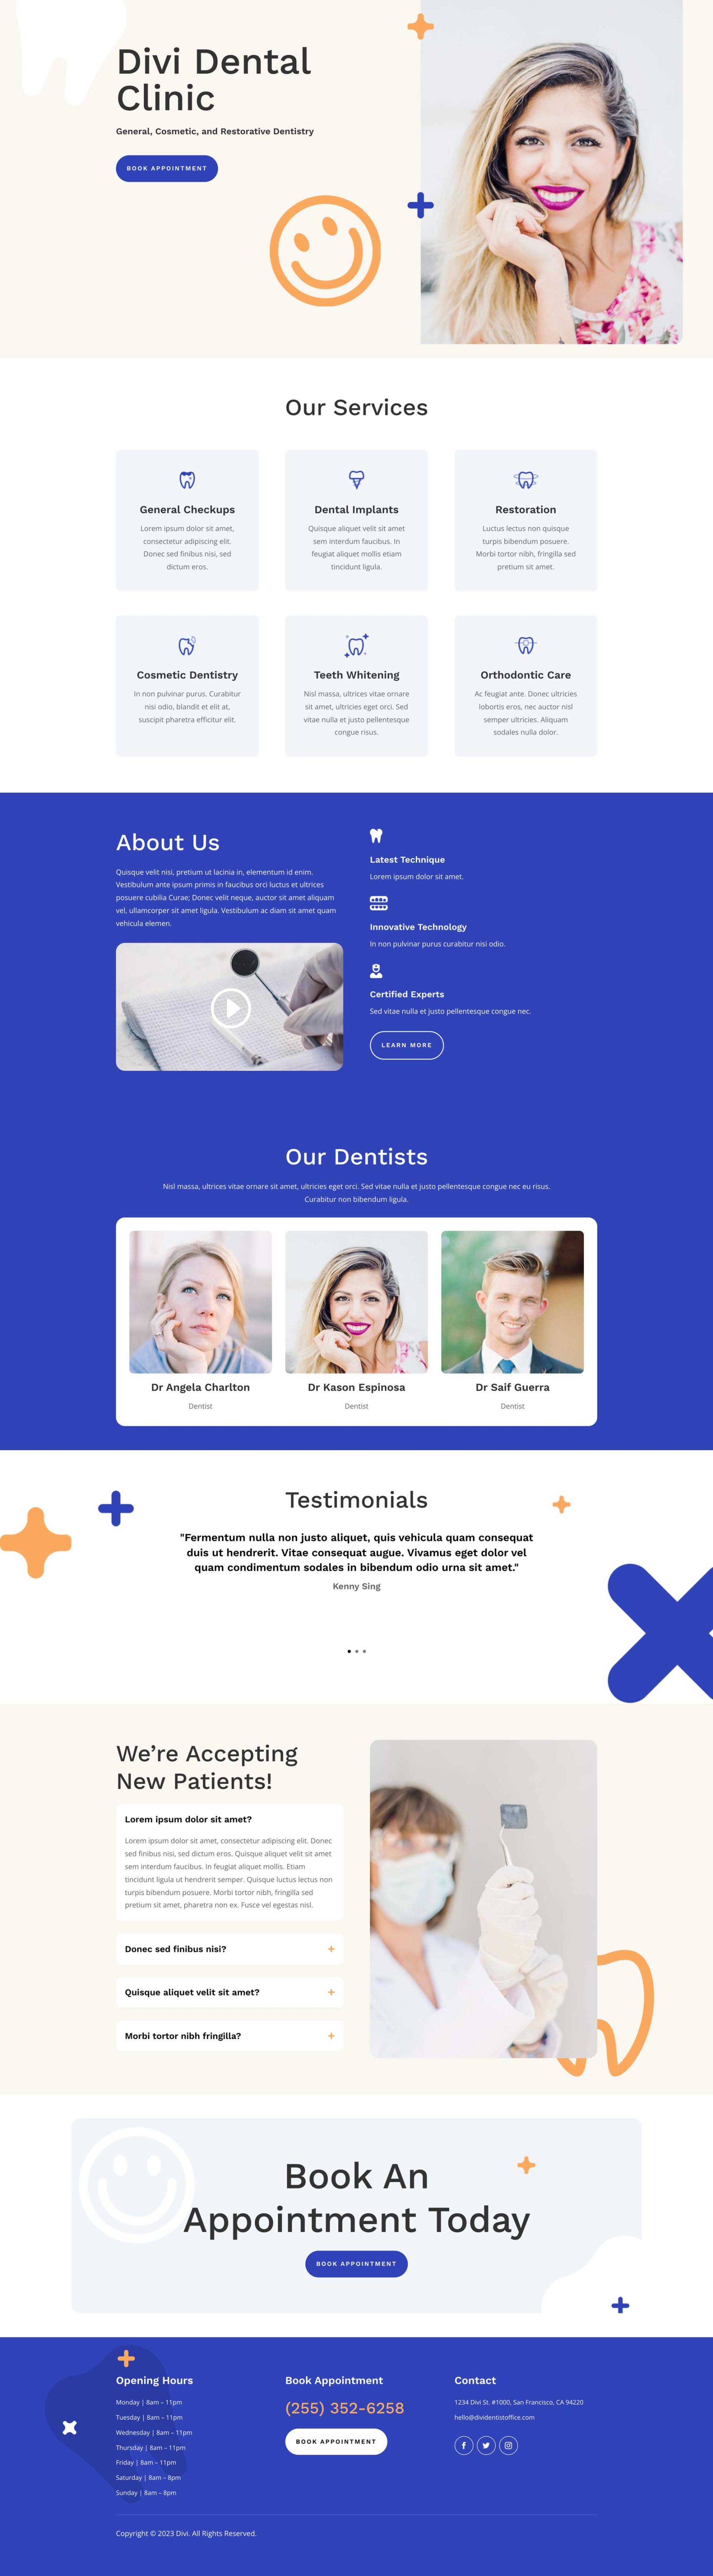 Divi Dental
Clinic
General, Cosmetic, and Restorative Dentistry
BOOK APPOINTMENT
Our Services
General Checkups
Lorem ipsum dolor sit amet,
consectetur adipiscing elit.
Donec sed finibus nisi, sed
dictum eros.
Dental Implants
Quisque aliquet velit sit amet
sem interdum faucibus. In
feugiat aliquet mollis etiam
tincidunt ligula.
Restoration
Luctus lectus non quisque
turpis bibendum posuere.
Morbi tortor nibh, fringilla sed
pretium sit amet.
Cosmetic Dentistry
In non pulvinar purus. Curabitur
nisi odio, blandit et elit at,
suscipit pharetra efficitur elit.
Teeth Whitening
Nisl massa, ultrices vitae ornare
sit amet, ultricies eget orci. Sed
vitae nulla et justo pellentesque
congue risus.
Orthodontic Care
Ac feugiat ante. Donec ultricies
lobortis eros, nec auctor nisl
semper ultricies. Aliquam
sodales nulla dolor.
About Us
Quisque velit nisi, pretium ut lacinia in, elementum id enim.
Vestibulum ante ipsum primis in faucibus orci luctus et ultrices
posuere cubilia Curae; Donec velit neque, auctor sit amet aliquam
vel, ullamcorper sit amet ligula. Vestibulum ac diam sit amet quam
vehicula elemen.
Latest Technique
Lorem ipsum dolor sit amet.
Innovative Technology
In non pulvinar purus curabitur nisi odio.
Certified Experts
Sed vitae nulla et justo pellentesque congue nec.
LEARN MORE
Our Dentists
Nisl massa, ultrices vitae ornare sit amet, ultricies eget orci. Sed vitae nulla et justo pellentesque congue nec eu risus.
Curabitur non bibendum ligula.
Dr Angela Charlton
Dentist
Dr Kason Espinosa
Dentist
Dr Saif Guerra
Dentist
Testimonials
"Fermentum nulla non justo aliquet, quis vehicula quam consequat
duis ut hendrerit. Vitae consequat augue. Vivamus eget dolor vel
quam condimentum sodales in bibendum odio urna sit amet."
Kenny Sing
We’re Accepting
New Patients!
Lorem ipsum dolor sit amet?
Lorem ipsum dolor sit amet, consectetur adipiscing elit. Donec
sed finibus nisi, sed dictum eros. Quisque aliquet velit sit amet
sem interdum faucibus. In feugiat aliquet mollis. Etiam
tincidunt ligula ut hendrerit semper. Quisque luctus lectus non
turpis bibendum posuere. Morbi tortor nibh, fringilla sed
pretium sit amet, pharetra non ex. Fusce vel egestas nisl.
Donec sed finibus nisi?
Quisque aliquet velit sit amet?
Morbi tortor nibh fringilla?
Book An
Appointment Today
BOOK APPOINTMENT
Opening Hours
Monday | 8am – 11pm
Tuesday | 8am – 11pm
Wednesday | 8am – 11pm
Thursday | 8am – 11pm
Friday | 8am – 11pm
Saturday | 8am – 8pm
Sunday | 8am – 8pm
Book Appointment
(255) 352-6258
BOOK APPOINTMENT
Contact
1234 Divi St. #1000, San Francisco, CA 94220
hello@dividentistoffice.com
Copyright © 2023 Divi. All Rights Reserved.